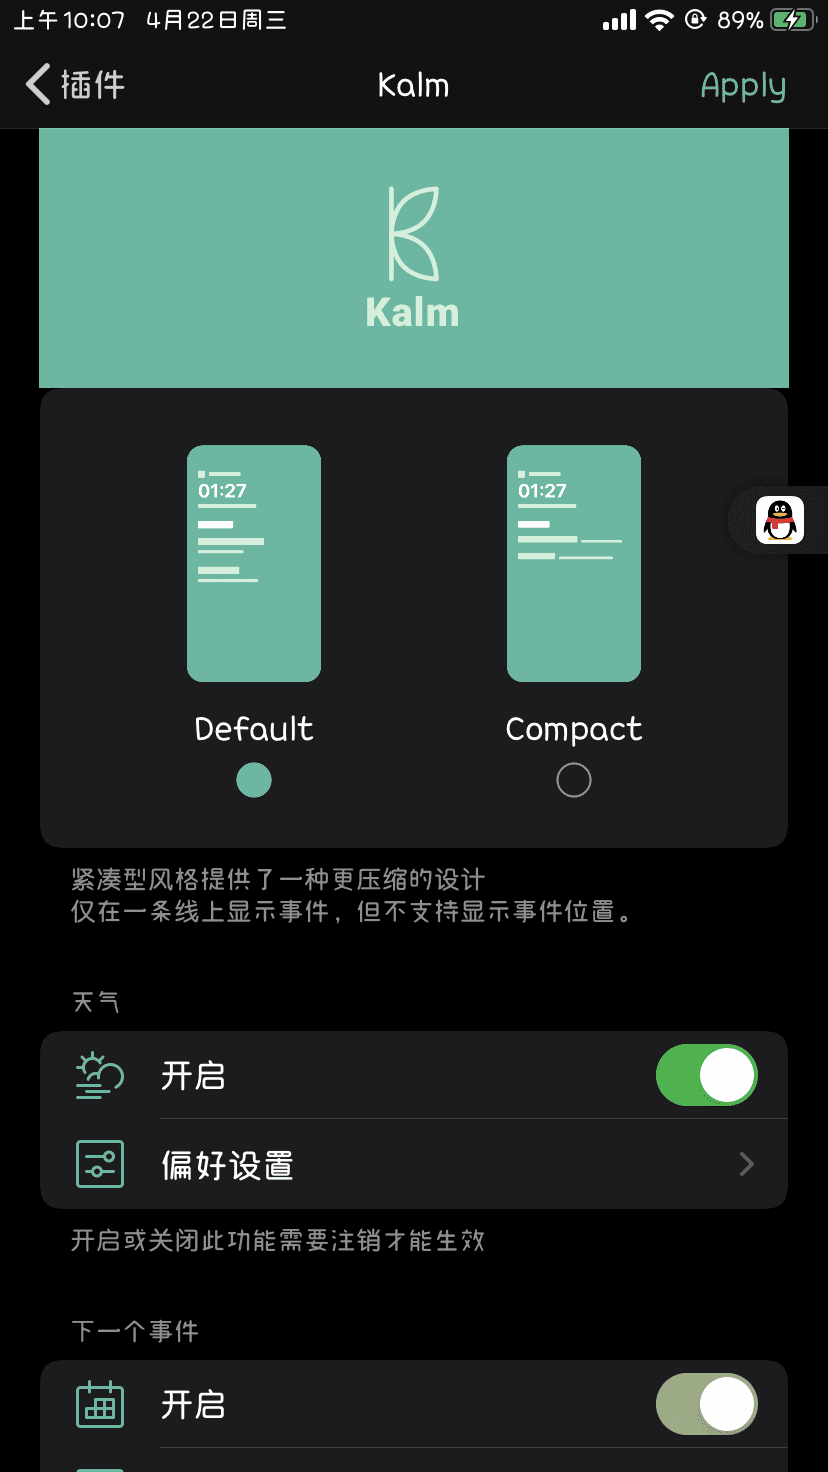 上午10:07 4月22日周三 89%
插件 Kalm Apply
Kalm
01:27 01:27
Default Compact
紧凑型风格提供了一种更压缩的设计
仅在一条线上显示事件，但不支持显示事件位置。
天气
开启
偏好设置
开启或关闭此功能需要注销才能生效
下一个事件
开启